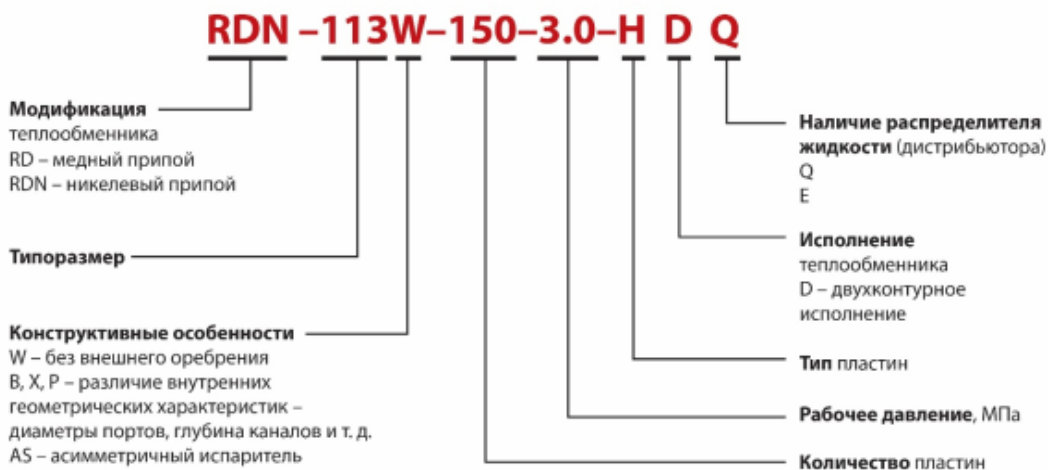 RDN –113W–150–3.0–H D Q
Модификация
теплообменника
RD – медный припой
RDN – никелевый припой
Типоразмер
Конструктивные особенности
W – без внешнего оребрения
B, X, P – различие внутренних
геометрических характеристик –
диаметры портов, глубина каналов и т. д.
AS – асимметричный испаритель
Наличие распределителя
жидкости (дистрибьютора)
Q
E
Исполнение
теплообменника
D – двухконтурное
исполнение
Тип пластин
Рабочее давление, МПа
Количество пластин